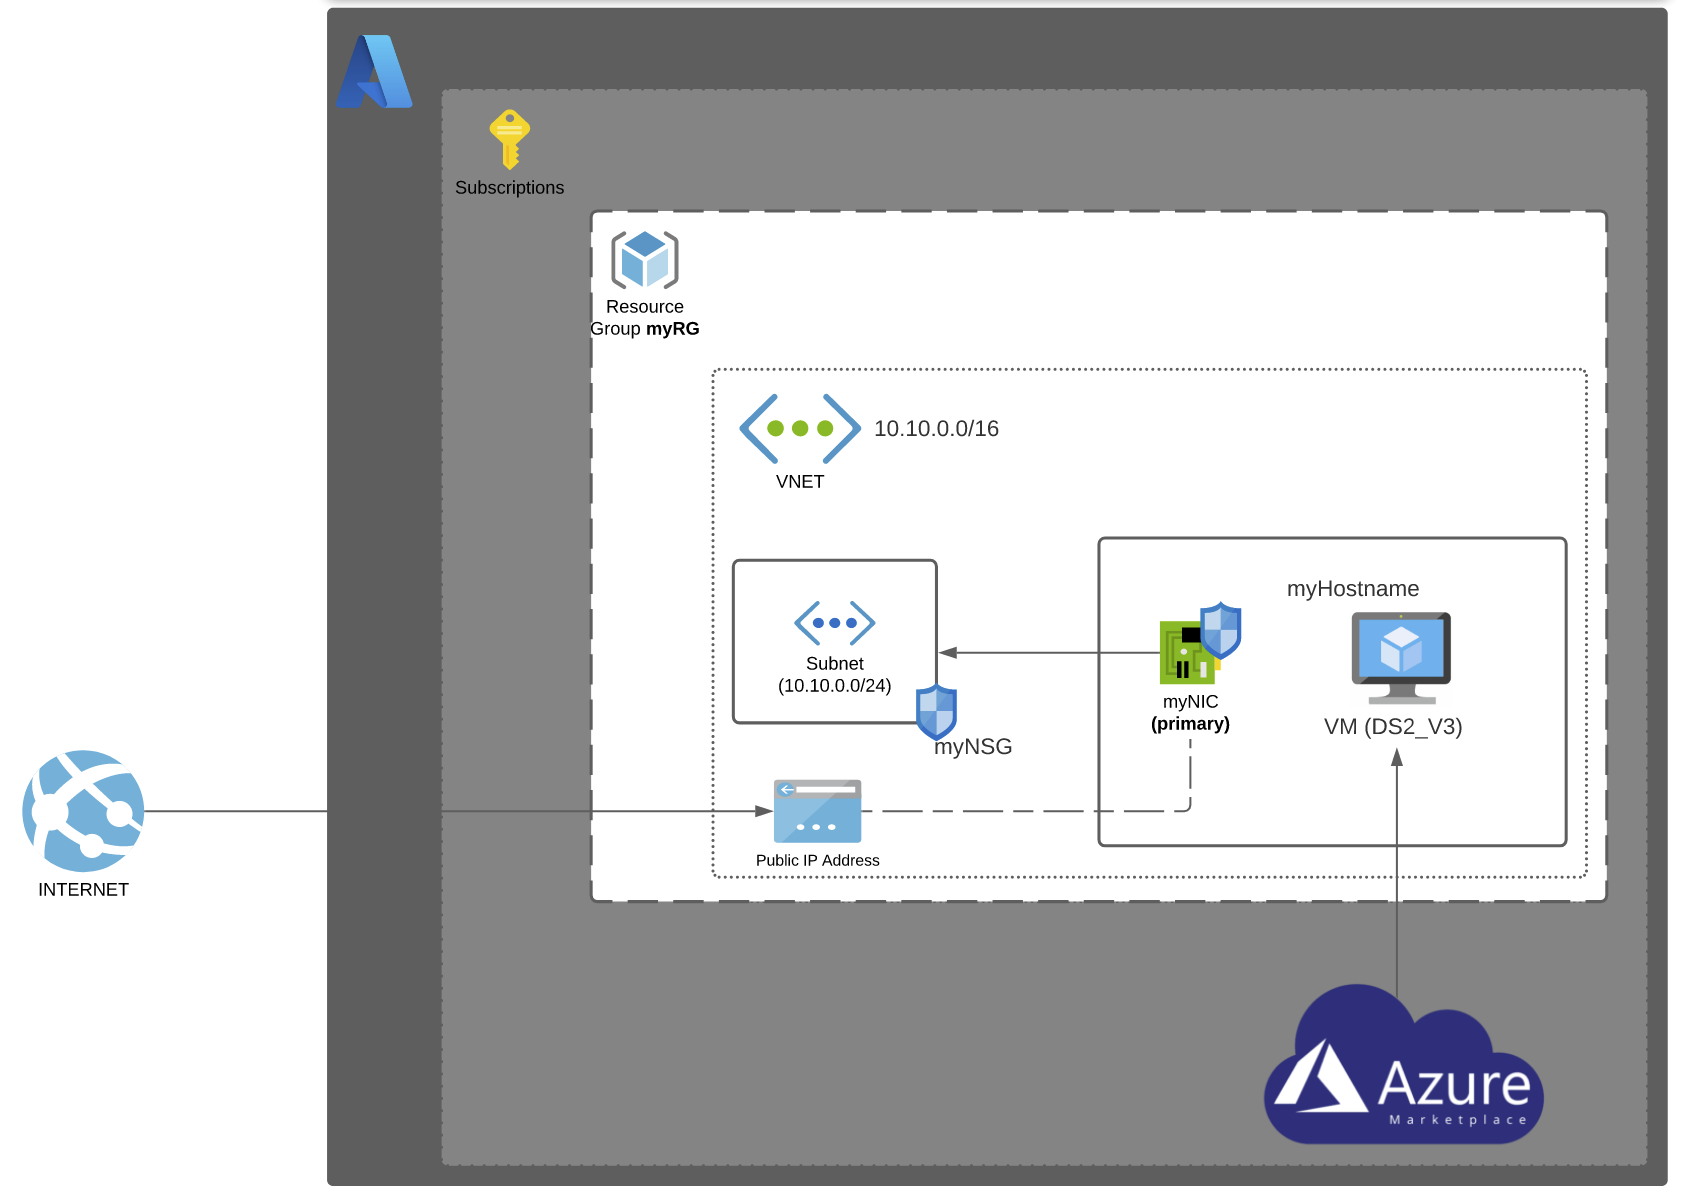 Subscriptions
Resource
Group myRG
10.10.0.0/16
VNET
myHostname
Subnet
(10.10.0.0/24)
myNIC
(primary)
VM (DS2_V3)
myNSG
Public IP Address
INTERNET
Azure
Marketplace